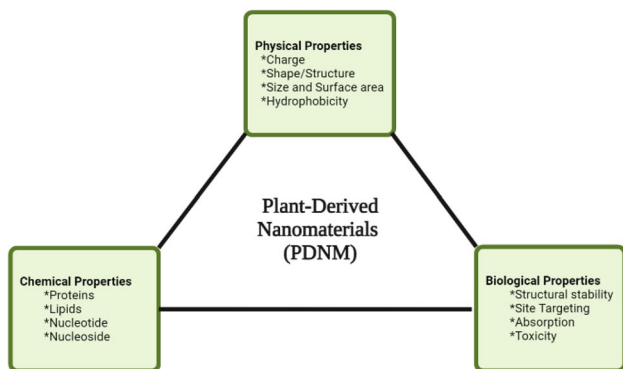 Physical Properties
*Charge
*Shape/Structure
*Size and Surface area
*Hydrophobicity
Plant-Derived
Nanomaterials
(PDNM)
Chemical Properties
*Proteins
*Lipids
*Nucleotide
*Nucleoside
Biological Properties
*Structural stability
*Site Targeting
*Absorption
*Toxicity